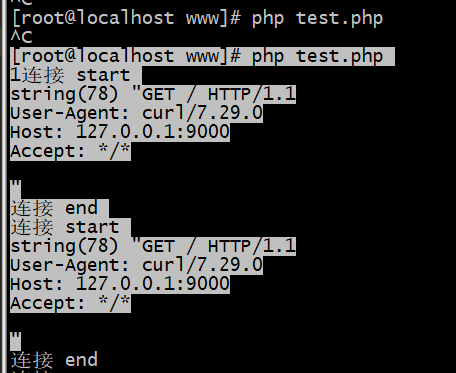 ^C
[root@localhost www]# php test.php
^C
[root@localhost www]# php test.php
1连接 start
string(78) "GET / HTTP/1.1
User-Agent: curl/7.29.0
Host: 127.0.0.1:9000
Accept: */*
"
连接 end
连接 start
string(78) "GET / HTTP/1.1
User-Agent: curl/7.29.0
Host: 127.0.0.1:9000
Accept: */*
"
连接 end